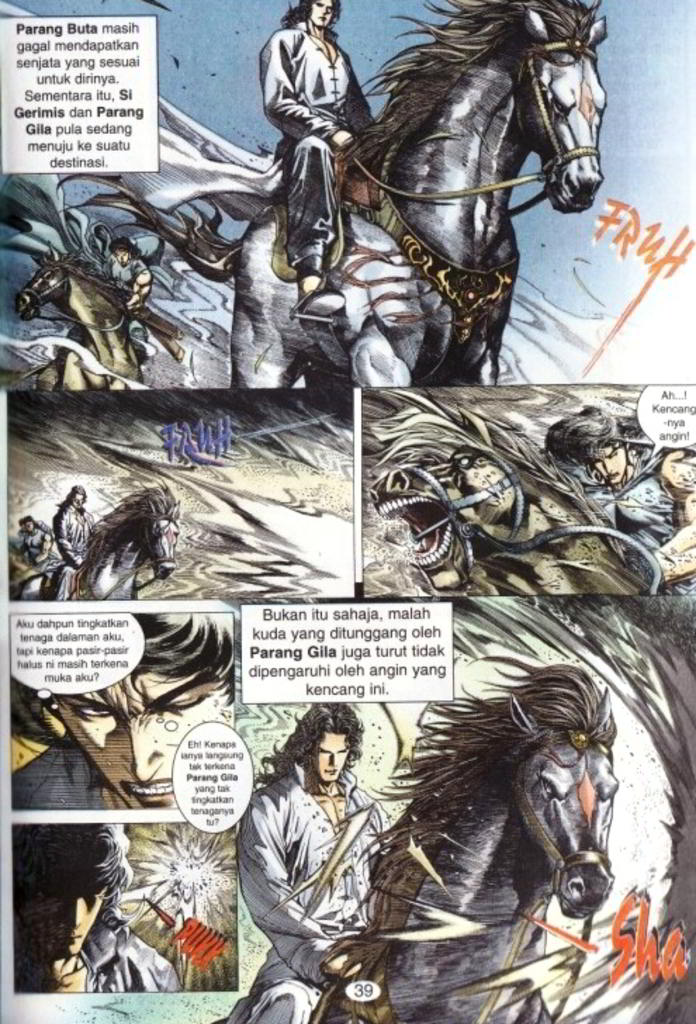 Parang Buta masih
gagal mendapatkan
senjata yang sesuai
untuk dirinya.
Sementara itu, Si
Gerimis dan Parang
Gila pula sedang
menuju ke suatu
destinasi.
FRUH
FRUH
Ah...!
Kencang
-nya
angin!
Aku dahpun tingkatkan
tenaga dalaman aku,
tapi kenapa pasir-pasir
halus ni masih terkena
muka aku?
Eh! Kenapa
ianya langsung
tak terkena
Parang Gila
yang tak
tingkatkan
tenaganya
tu?
Bukan itu sahaja, malah
kuda yang ditunggang oleh
Parang Gila juga turut tidak
dipengaruhi oleh angin yang
kencang ini.
Sha
39